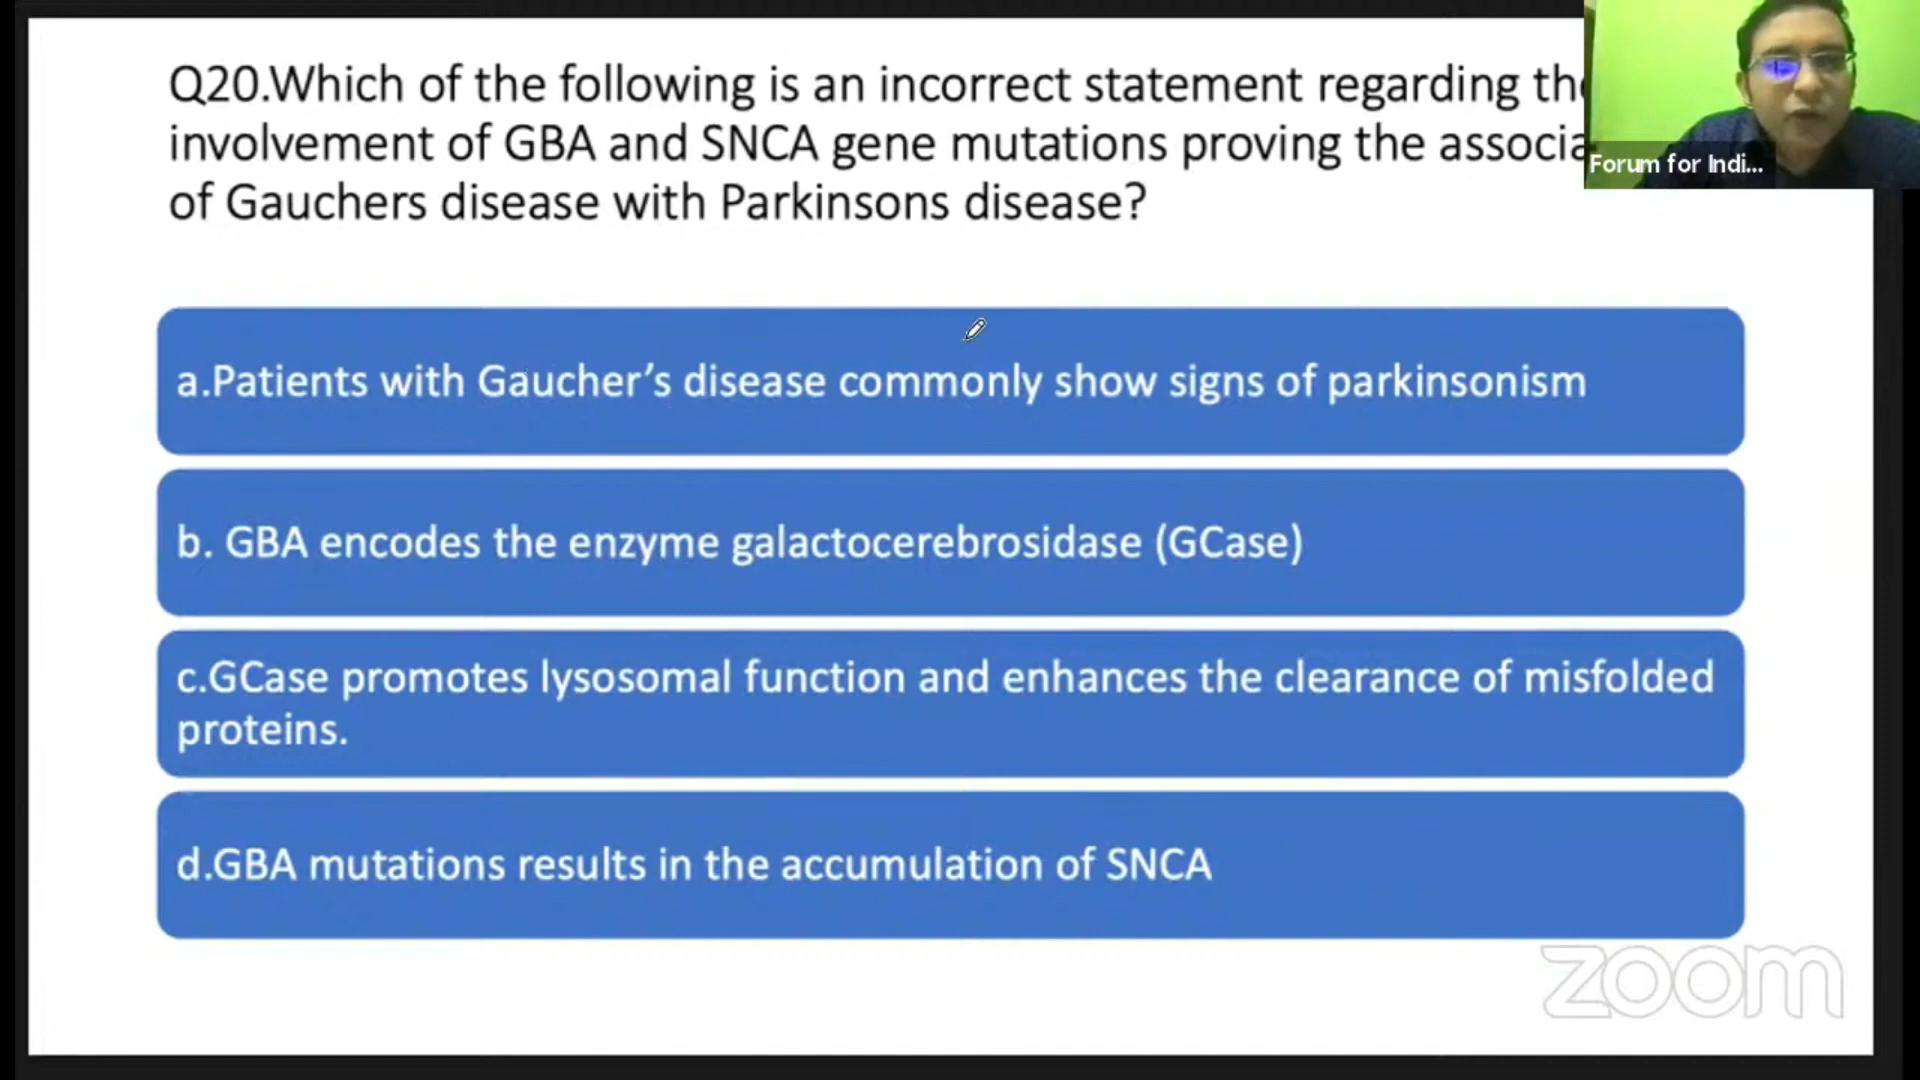 Q20.Which of the following is an incorrect statement regarding the
involvement of GBA and SNCA gene mutations proving the associa
of Gauchers disease with Parkinsons disease?
Forum for Indi...
a.Patients with Gaucher’s disease commonly show signs of parkinsonism
b. GBA encodes the enzyme galactocerebrosidase (GCase)
c.GCase promotes lysosomal function and enhances the clearance of misfolded
proteins.
d.GBA mutations results in the accumulation of SNCA
zoom